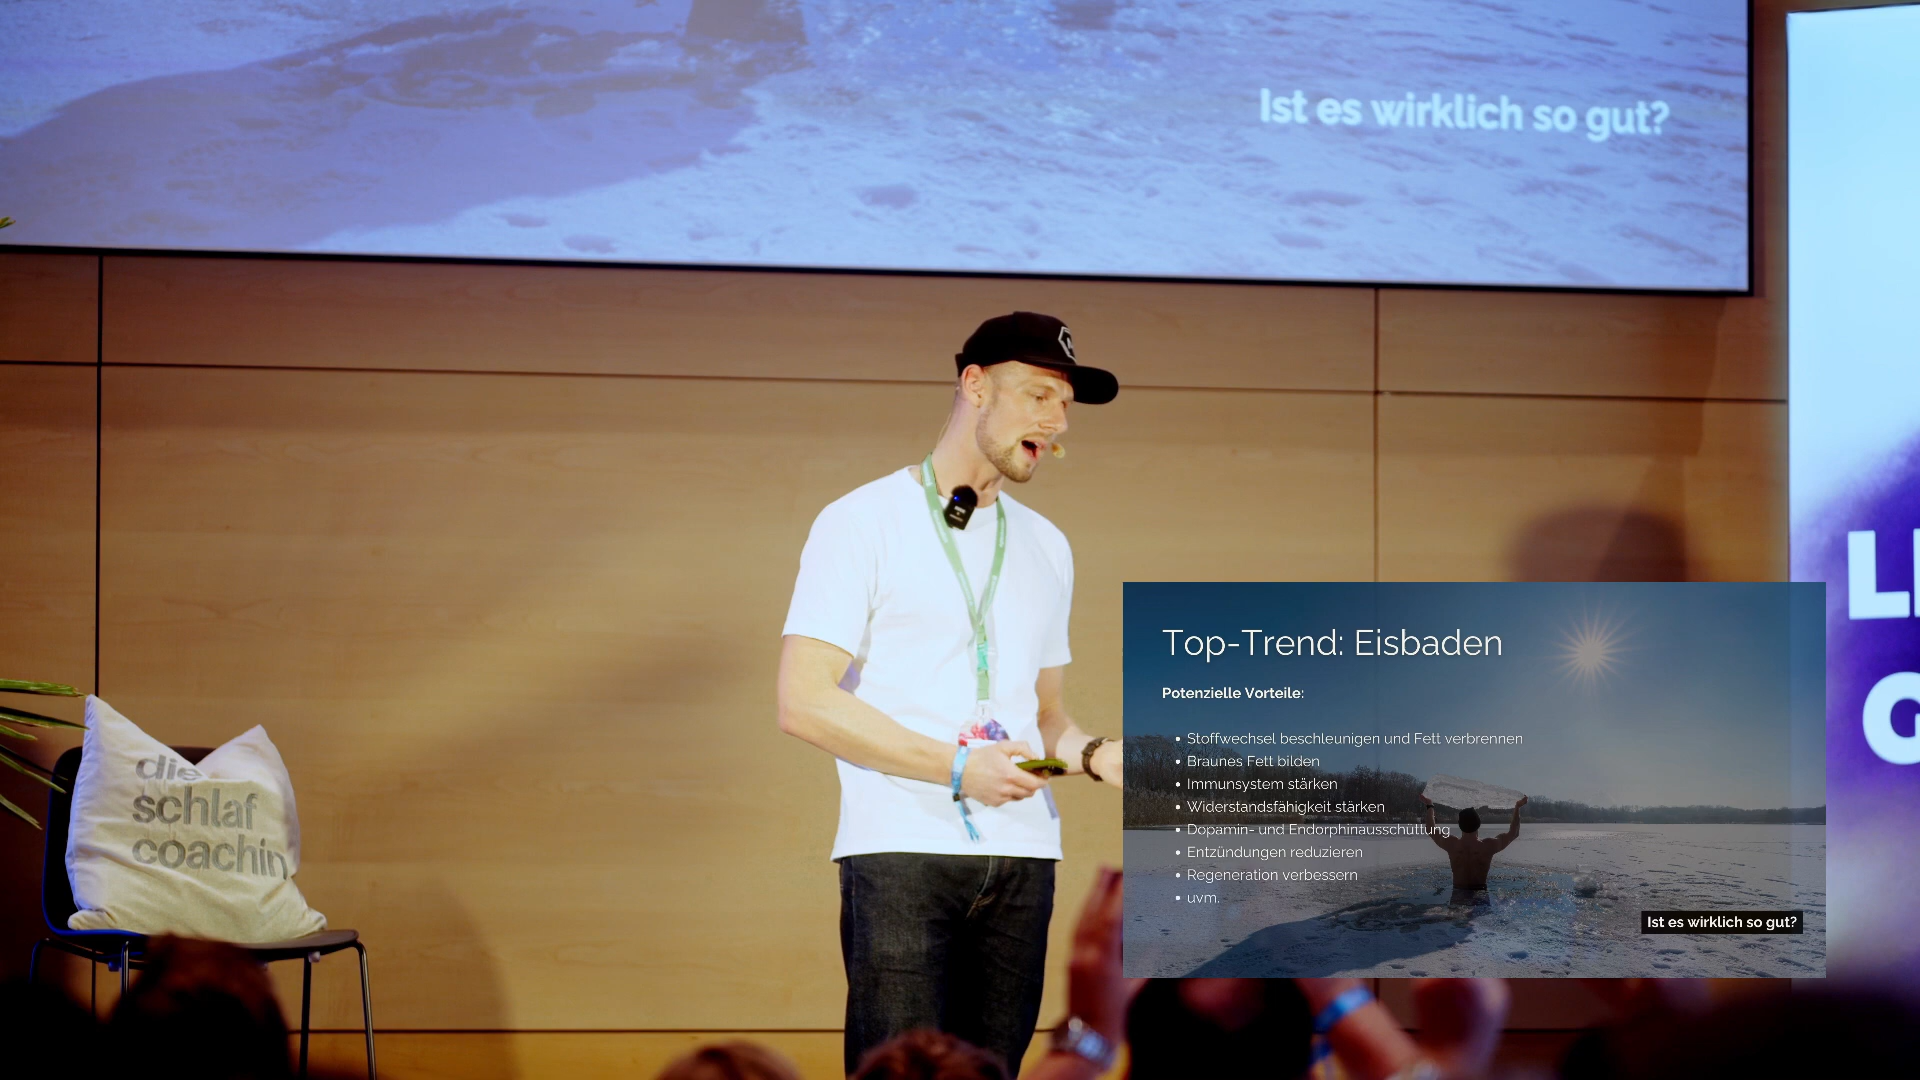 Ist es wirklich so gut?
die
schlaf
coachin
Top-Trend: Eisbaden
Potenzielle Vorteile:
• Stoffwechsel beschleunigen und Fett verbrennen
• Braunes Fett bilden
• Immunsystem stärken
• Widerstandsfähigkeit stärken
• Dopamin- und Endorphinausschüttung
• Entzündungen reduzieren
• Regeneration verbessern
• uvm.
Ist es wirklich so gut?